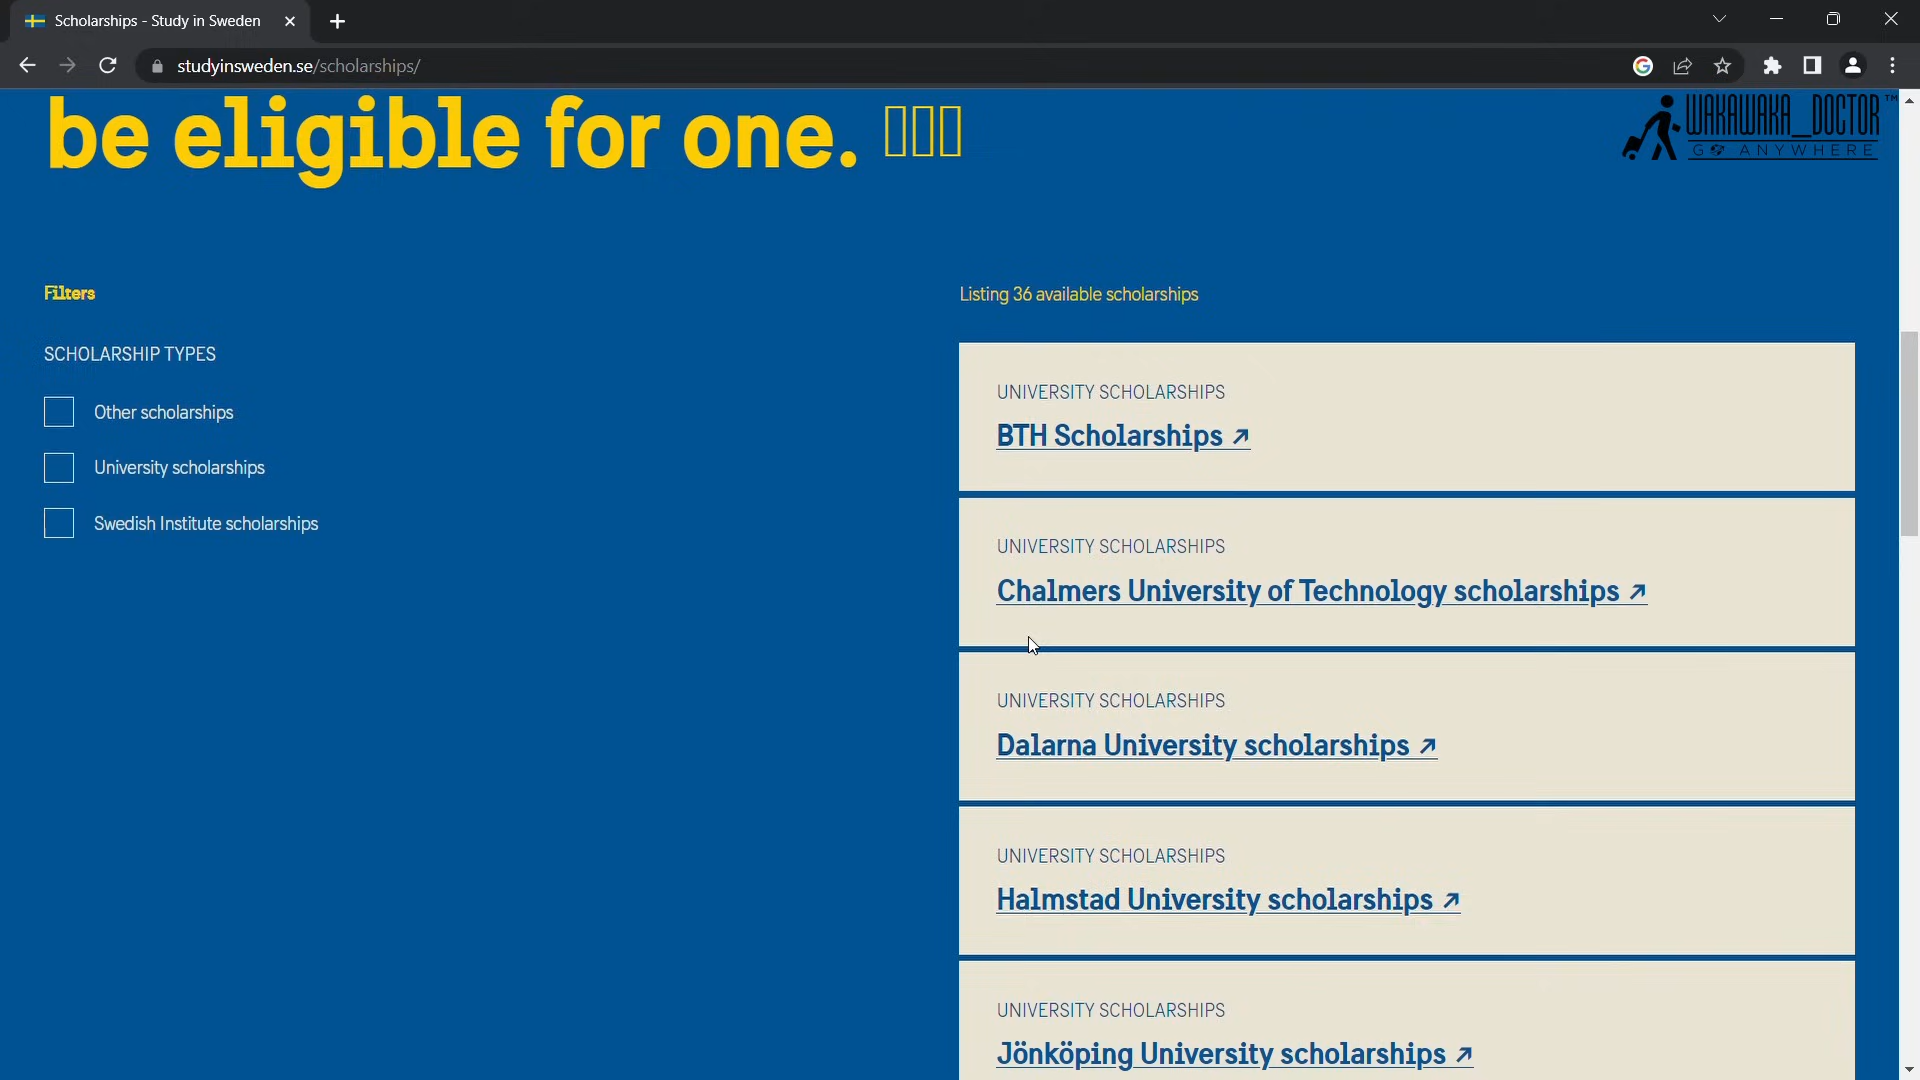 Scholarships - Study in Sweden
studyinsweden.se/scholarships/
be eligible for one.
WAKAWAKA_DOCTOR™
GO ANYWHERE
Filters
SCHOLARSHIP TYPES
Other scholarships
University scholarships
Swedish Institute scholarships
Listing 36 available scholarships
UNIVERSITY SCHOLARSHIPS
BTH Scholarships ↗
UNIVERSITY SCHOLARSHIPS
Chalmers University of Technology scholarships ↗
UNIVERSITY SCHOLARSHIPS
Dalarna University scholarships ↗
UNIVERSITY SCHOLARSHIPS
Halmstad University scholarships ↗
UNIVERSITY SCHOLARSHIPS
Jönköping University scholarships ↗